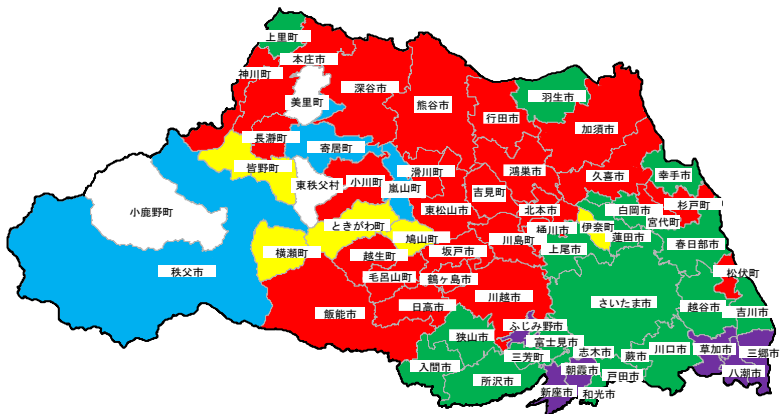 上里町
本庄市
神川町
深谷市
美里町
熊谷市
羽生市
行田市
加須市
長瀞町
寄居町
皆野町
滑川町
鴻巣市
久喜市
幸手市
小川町
嵐山町
東秩父村
吉見町
杉戸町
小鹿野町
東松山市
北本市
白岡市
宮代町
ときがわ町
桶川市
伊奈町
蓮田市
鳩山町
川島町
春日部市
横瀬町
坂戸市
上尾市
越生町
秩父市
毛呂山町
鶴ヶ島市
松伏町
川越市
さいたま市
日高市
越谷市
吉川市
飯能市
ふじみ野市
狭山市
富士見市
草加市
三郷市
三芳町
志木市
蕨市
川口市
入間市
朝霞市
戸田市
八潮市
所沢市
新座市
和光市